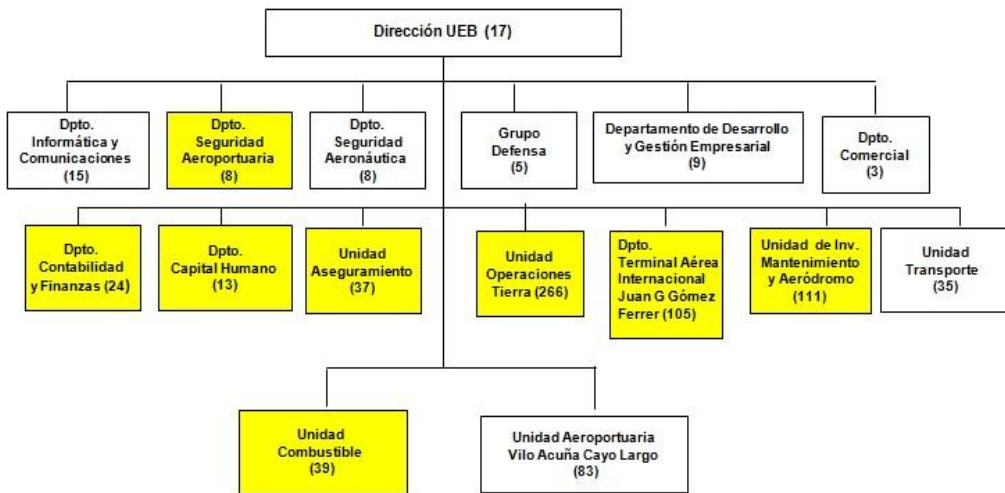 Dirección UEB (17)
Dpto.
Informática y
Comunicaciones
(15)
Dpto.
Seguridad
Aeroportuaria
(8)
Dpto.
Seguridad
Aeronáutica
(8)
Grupo
Defensa
(5)
Departamento de Desarrollo
y Gestión Empresarial
(9)
Dpto.
Comercial
(3)
Dpto.
Contabilidad
y Finanzas (24)
Dpto.
Capital Humano
(13)
Unidad
Aseguramiento
(37)
Unidad
Operaciones
Tierra (266)
Dpto.
Terminal Aérea
Internacional
Juan G Gómez
Ferrer (105)
Unidad de Inv.
Mantenimiento
y Aeródromo
(111)
Unidad
Transporte
(35)
Unidad
Combustible
(39)
Unidad Aeroportuaria
Vilo Acuña Cayo Largo
(83)